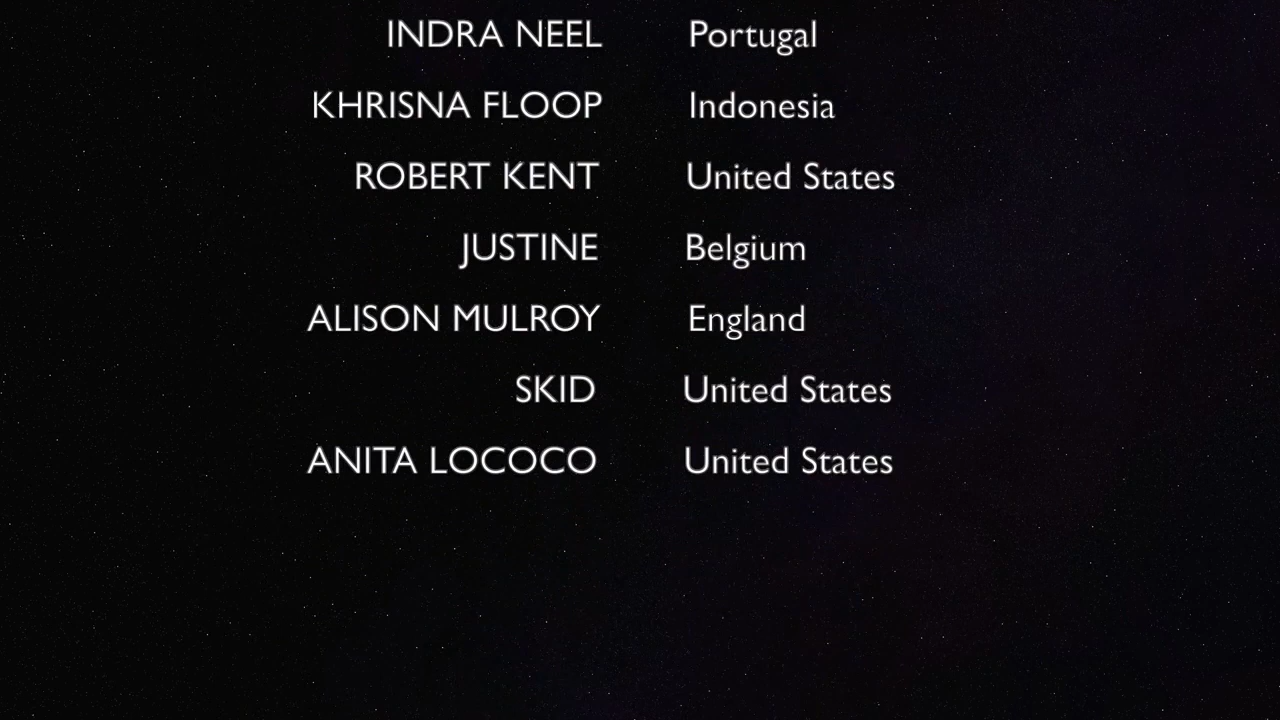 INDRA NEEL Portugal
KHRISNA FLOOP Indonesia
ROBERT KENT United States
JUSTINE Belgium
ALISON MULROY England
SKID United States
ANITA LOCOCO United States